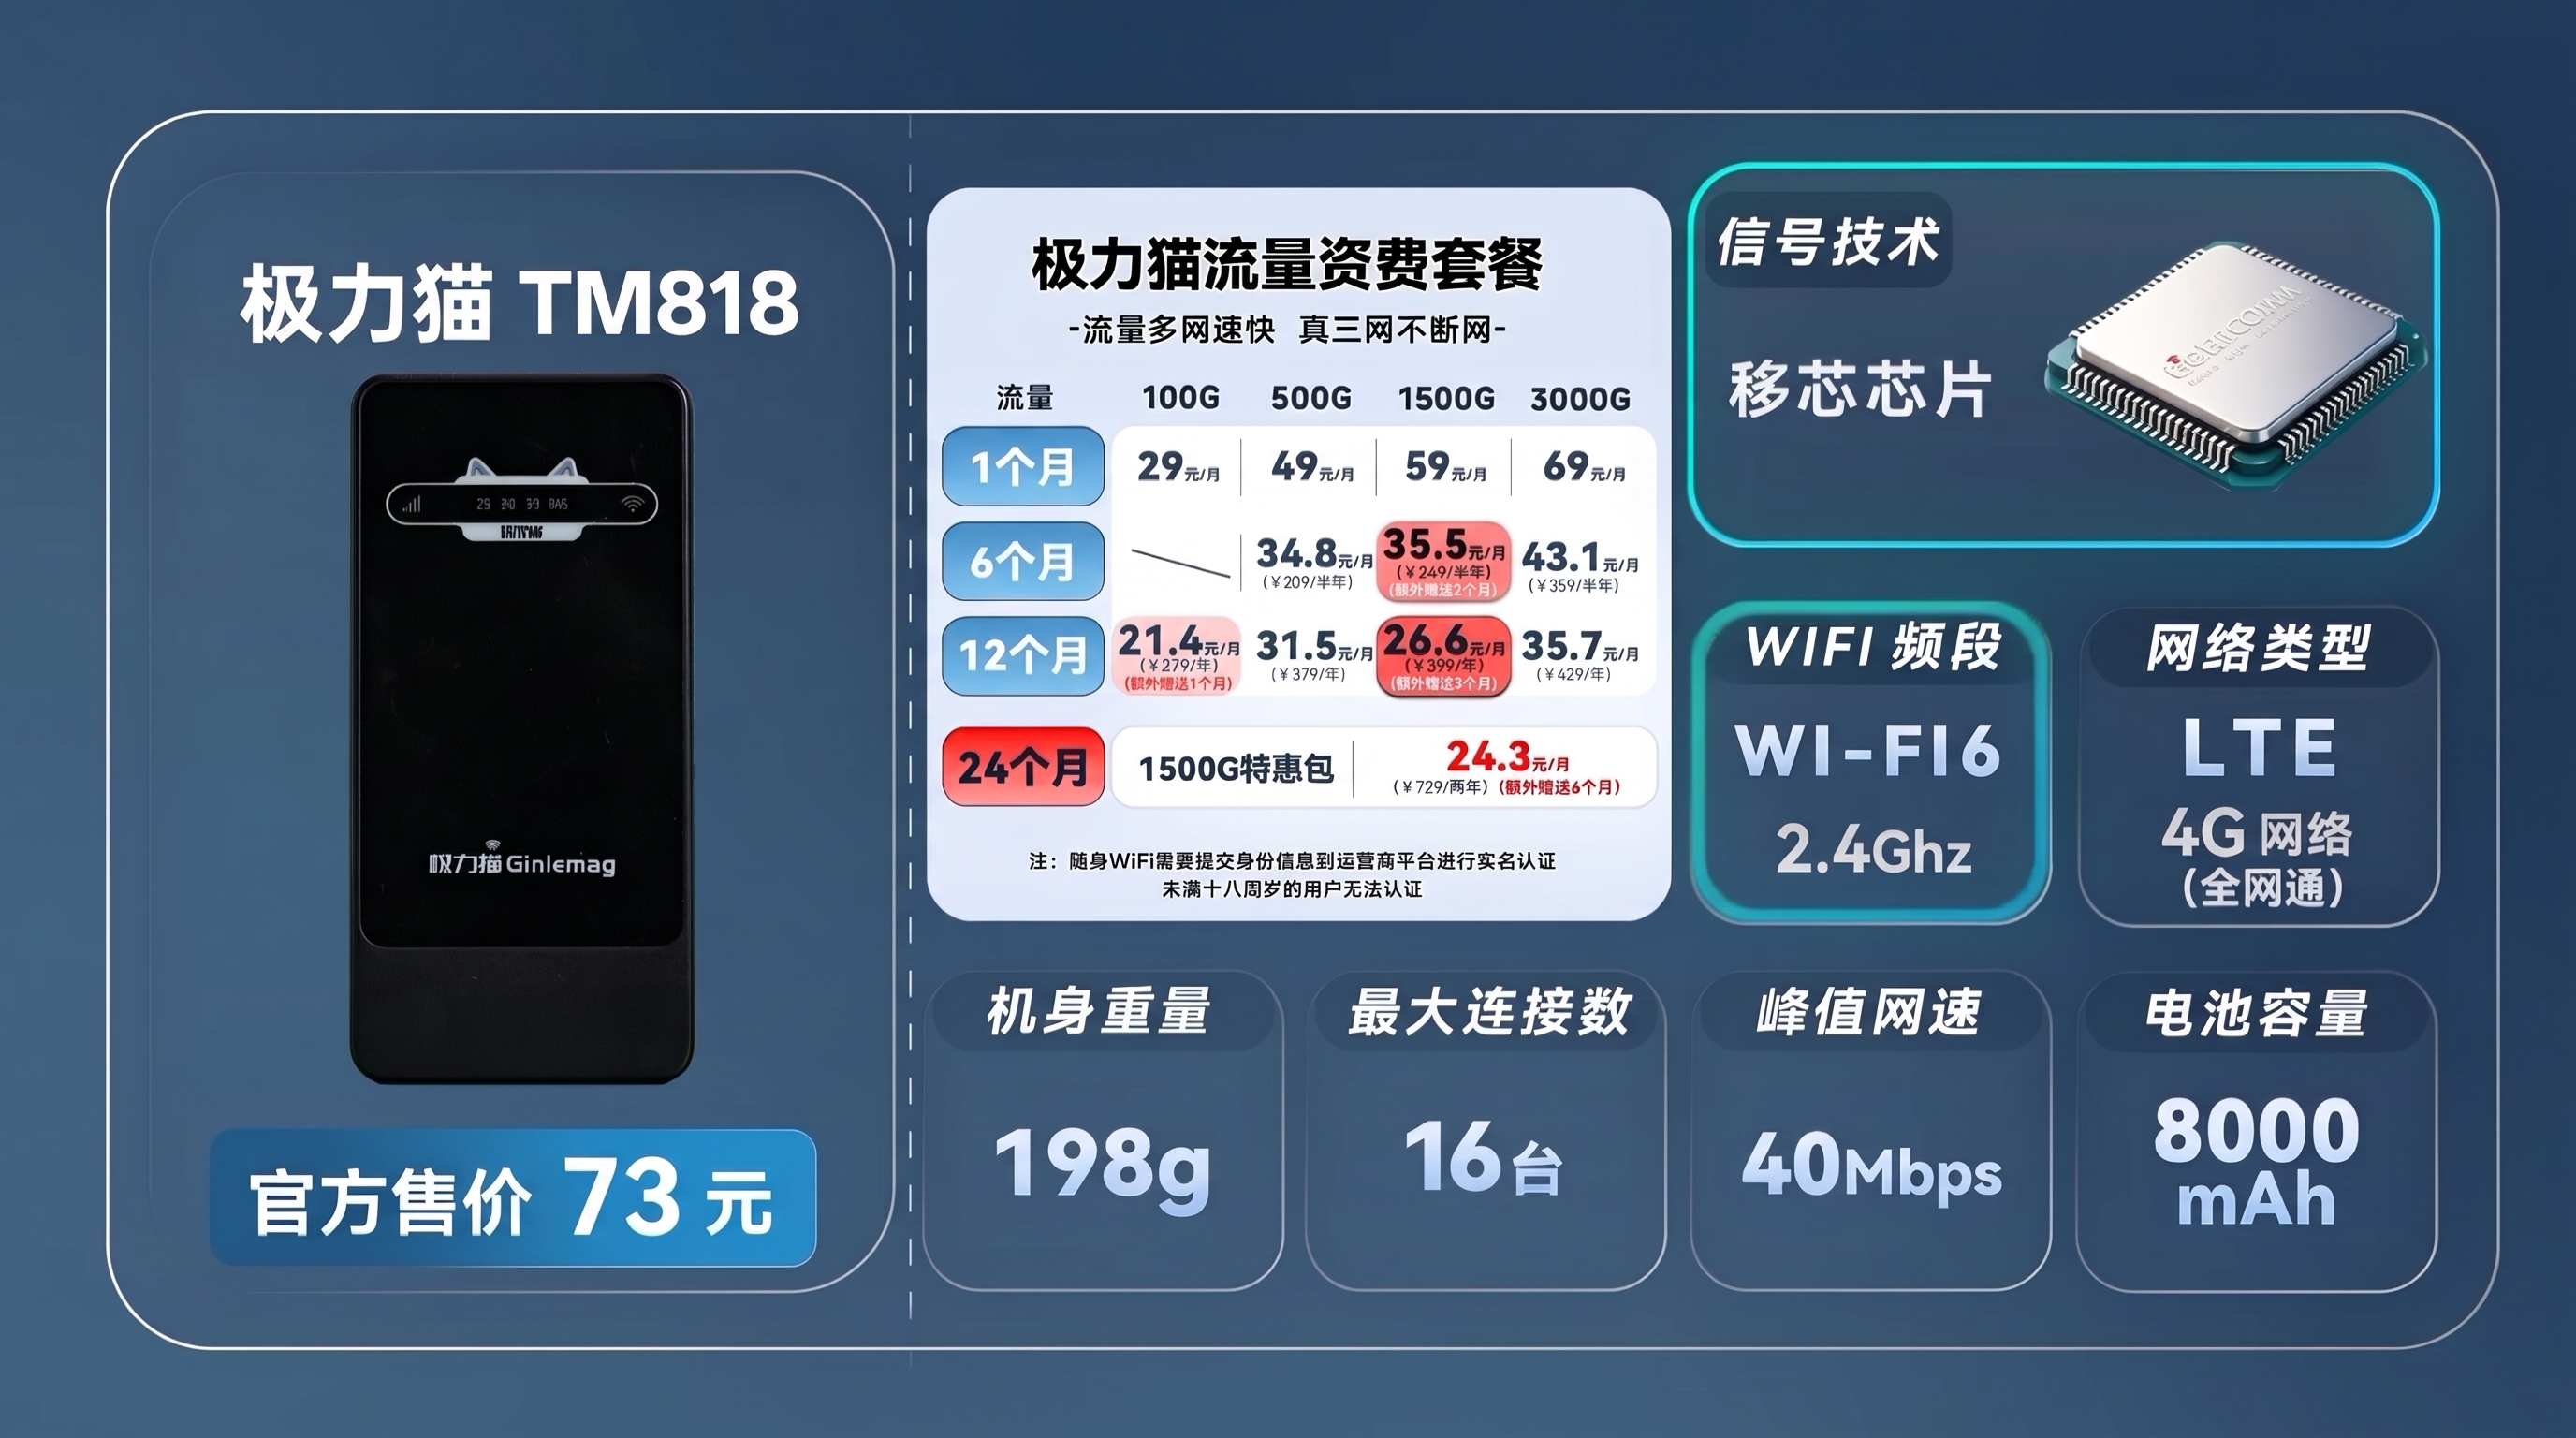 极力猫 TM818
极力猫 Ginlemag
官方售价 73 元
极力猫流量资费套餐
-流量多网速快 真三网不断网-
流量 100G 500G 1500G 3000G
1个月 29元/月 49元/月 59元/月 69元/月
6个月 34.8元/月 35.5元/月 43.1元/月
(¥209/半年) (¥249/半年) (¥359/半年)
(额外赠送2个月)
12个月 21.4元/月 31.5元/月 26.6元/月 35.7元/月
(¥279/年) (¥379/年) (¥399/年) (¥429/年)
(额外赠送1个月) (额外赠送3个月)
24个月 1500G特惠包 24.3元/月
(¥729/两年) (额外赠送6个月)
注：随身WiFi需要提交身份信息到运营商平台进行实名认证
未满十八周岁的用户无法认证
信号技术
移芯芯片
WIFI 频段
WI-FI6
2.4Ghz
网络类型
LTE
4G 网络
(全网通)
机身重量
198g
最大连接数
16台
峰值网速
40Mbps
电池容量
8000
mAh